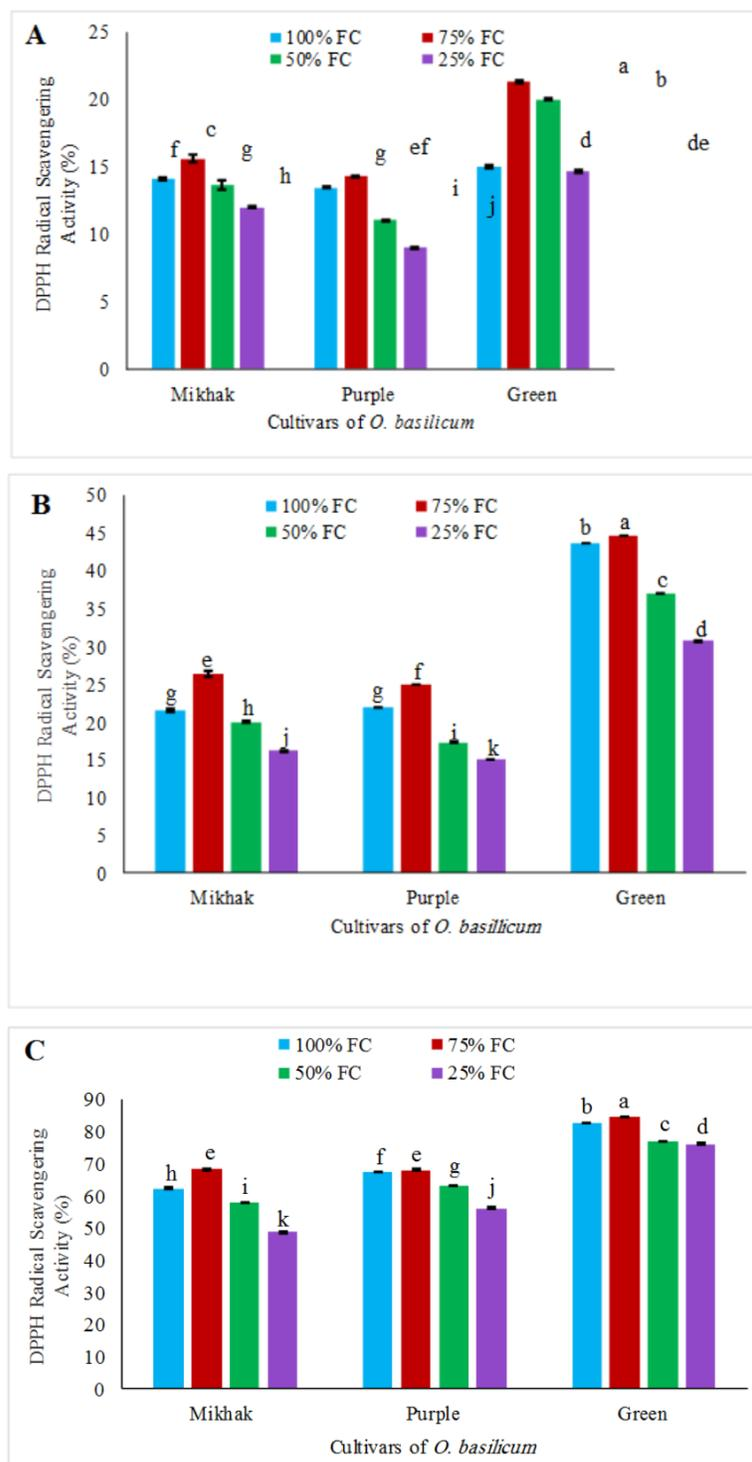 A
100% FC 75% FC
50% FC 25% FC
DPPH Radical Scavengering
Activity (%)
25
20
15
10
5
0
f c g h g ef i j d a b de
Mikhak Purple Green
Cultivars of O. basilicum
B
100% FC 75% FC
50% FC 25% FC
DPPH Radical Scavengering
Activity (%)
50
45
40
35
30
25
20
15
10
5
0
g e h j g f i k b a c d
Mikhak Purple Green
Cultivars of O. basillicum
C
100% FC 75% FC
50% FC 25% FC
DPPH Radical Scavengering
Activity (%)
90
80
70
60
50
40
30
20
10
0
h e i k f e g j b a c d
Mikhak Purple Green
Cultivars of O. basilicum